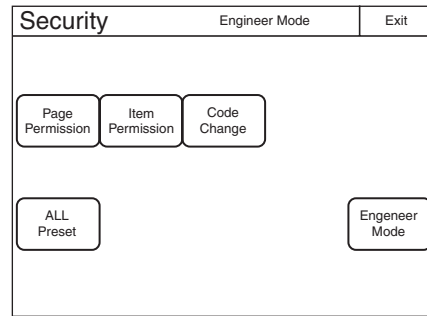 Security Engineer Mode Exit
Page Item Code
Permission Permission Change
ALL Engeneer
Preset Mode